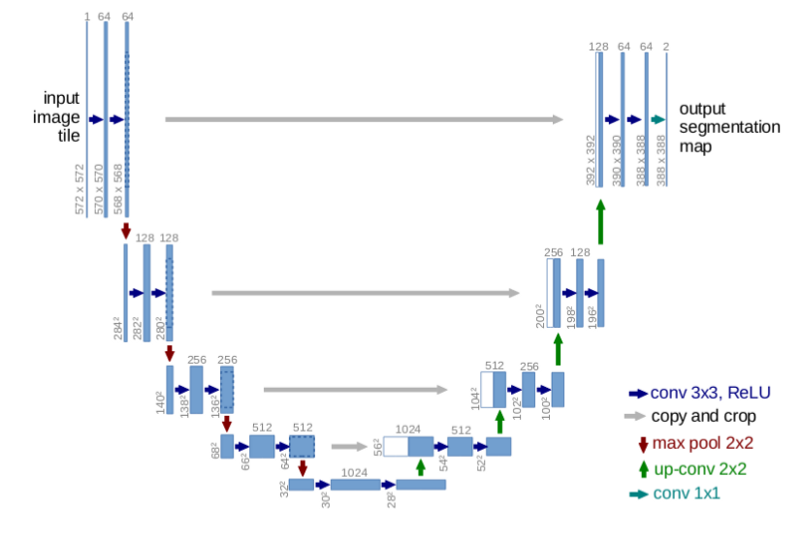 1 64 64
128 64 64 2
input
image
tile
output
segmentation
map
572 x 572
570 x 570
568 x 568
392 x 392
390 x 390
388 x 388
388 x 388
128 128
256 128
284²
282²
280²
200²
198²
196²
256 256
512 256
140²
138²
136²
104²
102²
100²
512 512
1024 512
68²
66²
64²
56²
54²
52²
1024
32²
30²
28²
conv 3x3, ReLU
copy and crop
max pool 2x2
up-conv 2x2
conv 1x1